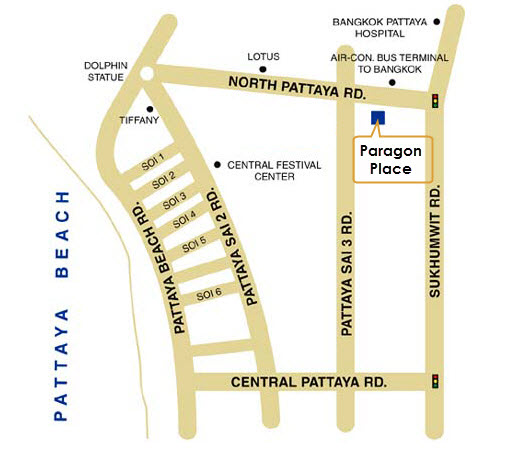 BANGKOK PATTAYA
HOSPITAL
DOLPHIN
STATUE
LOTUS
AIR-CON. BUS TERMINAL
TO BANGKOK
NORTH PATTAYA RD.
TIFFANY
Paragon
Place
SOI 1
CENTRAL FESTIVAL
CENTER
SOI 2
SOI 3
SOI 4
SOI 5
SOI 6
PATTAYA BEACH
PATTAYA BEACH RD.
PATTAYA SAI 2 RD.
PATTAYA SAI 3 RD.
SUKHUMWIT RD.
CENTRAL PATTAYA RD.